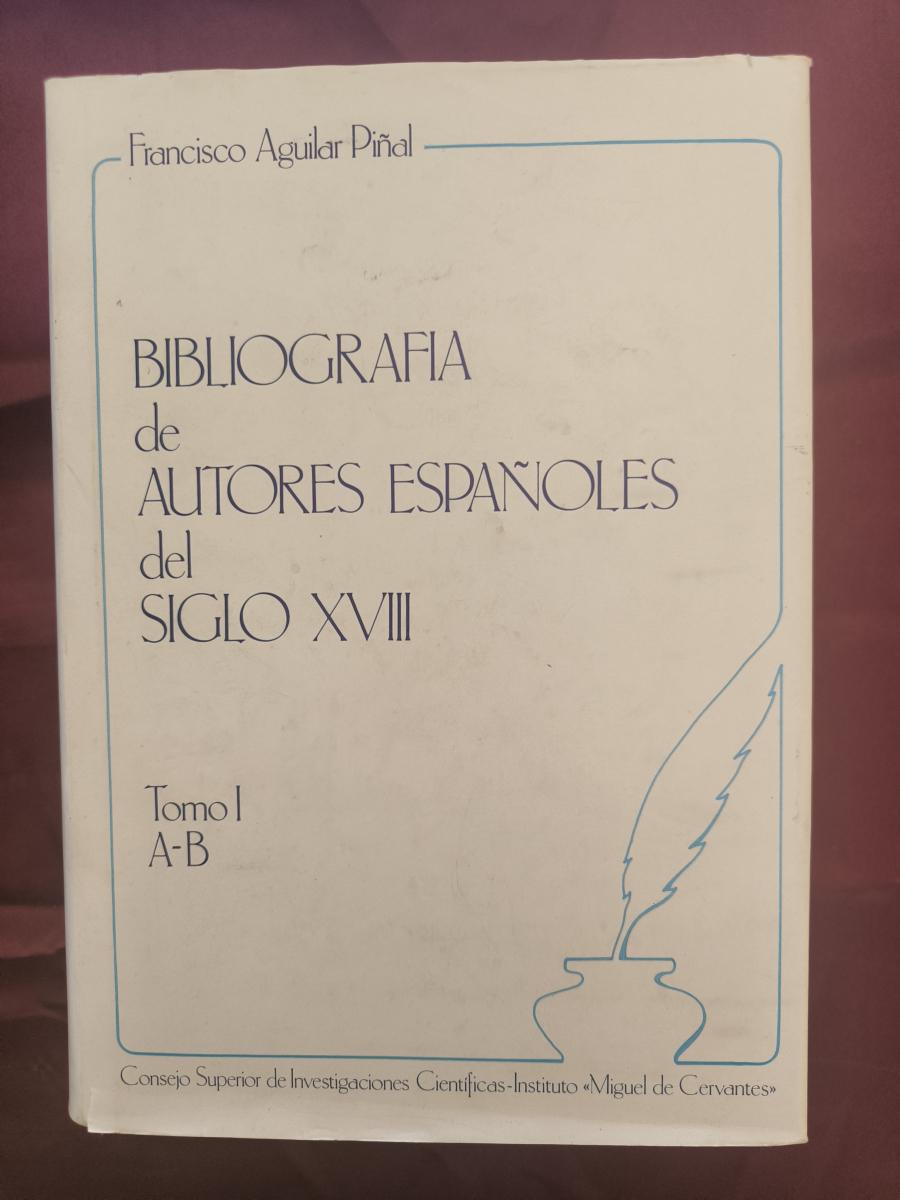 Francisco Aguilar Piñal
BIBLIOGRAFIA
de
AUTORES ESPAÑOLES
del
SIGLO XVIII
Tomo I
A-B
Consejo Superior de Investigaciones Científicas-Instituto «Miguel de Cervantes»